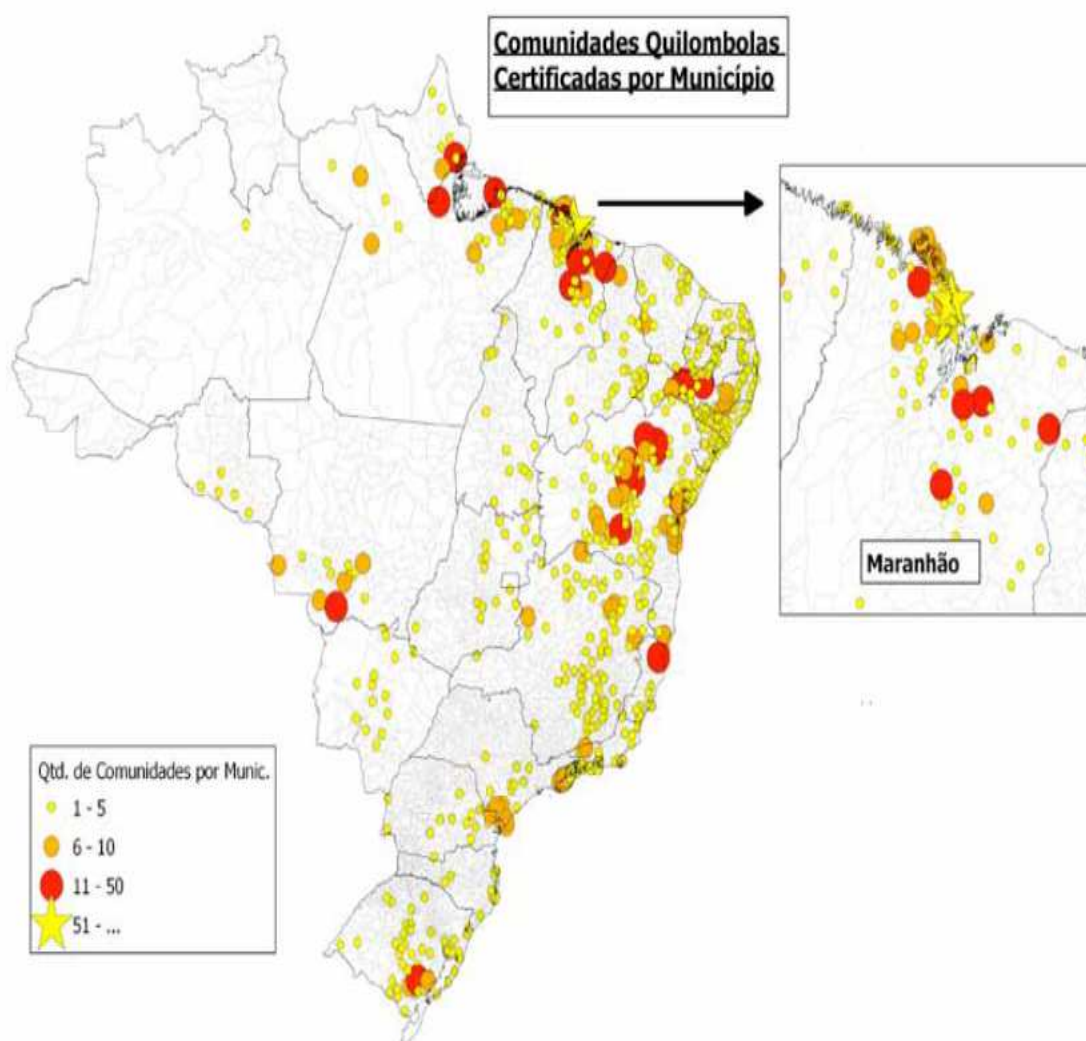 Comunidades Quilombolas
Certificadas por Município
Maranhão
Qtd. de Comunidades por Munic.
1 - 5
6 - 10
11 - 50
51 - ...